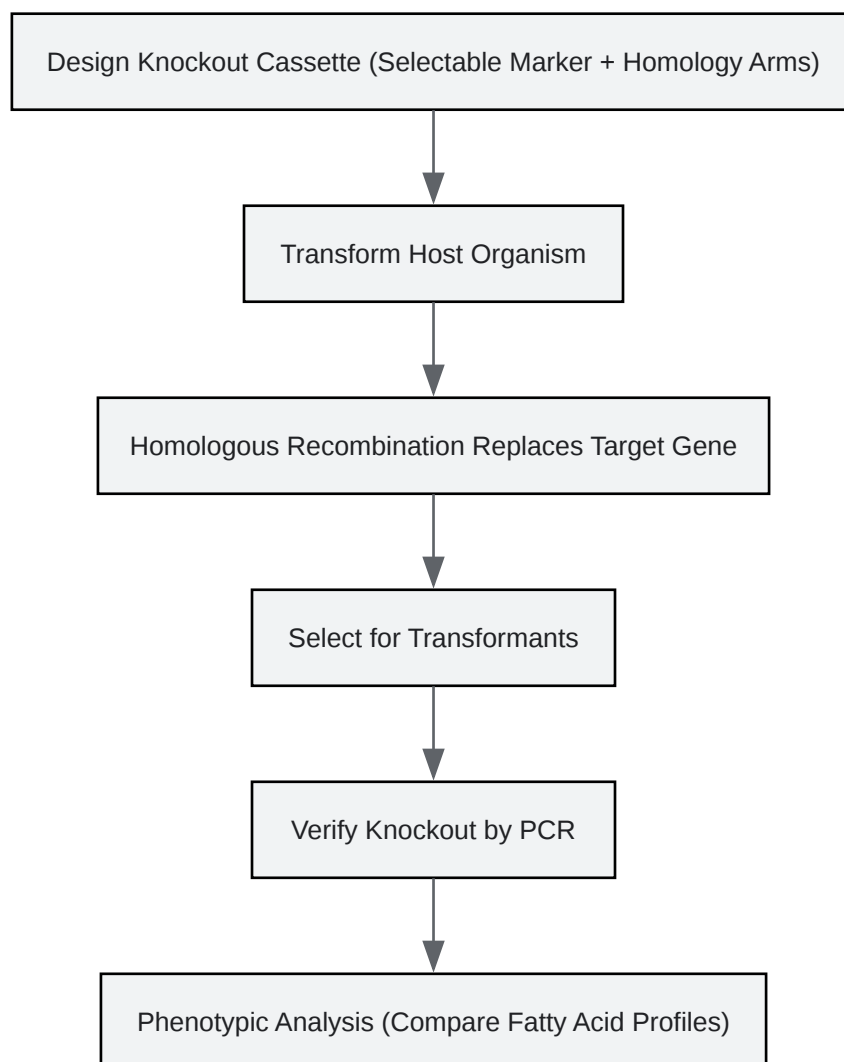 Design Knockout Cassette (Selectable Marker + Homology Arms)
Transform Host Organism
Homologous Recombination Replaces Target Gene
Select for Transformants
Verify Knockout by PCR
Phenotypic Analysis (Compare Fatty Acid Profiles)